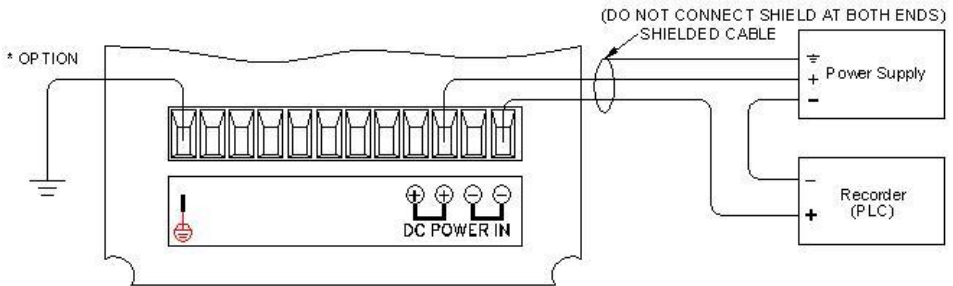 (DO NOT CONNECT SHIELD AT BOTH ENDS)
SHIELDED CABLE
* OPTION
Power Supply
+
-
+ + - -
DC POWER IN
-
+
Recorder
(PLC)